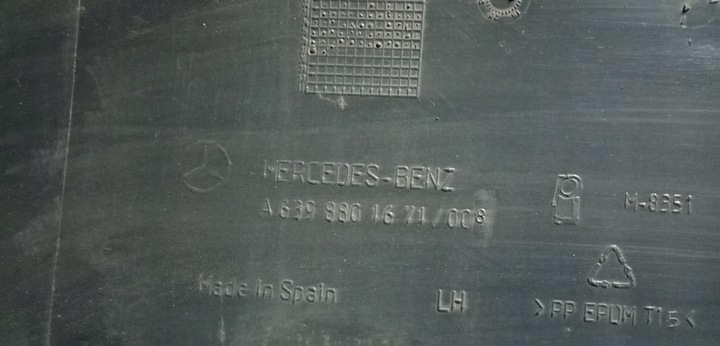 MERCEDES-BENZ
A 639 880 16 71/008
M-8351
Made in Spain
LH
>PP EPDM T15<